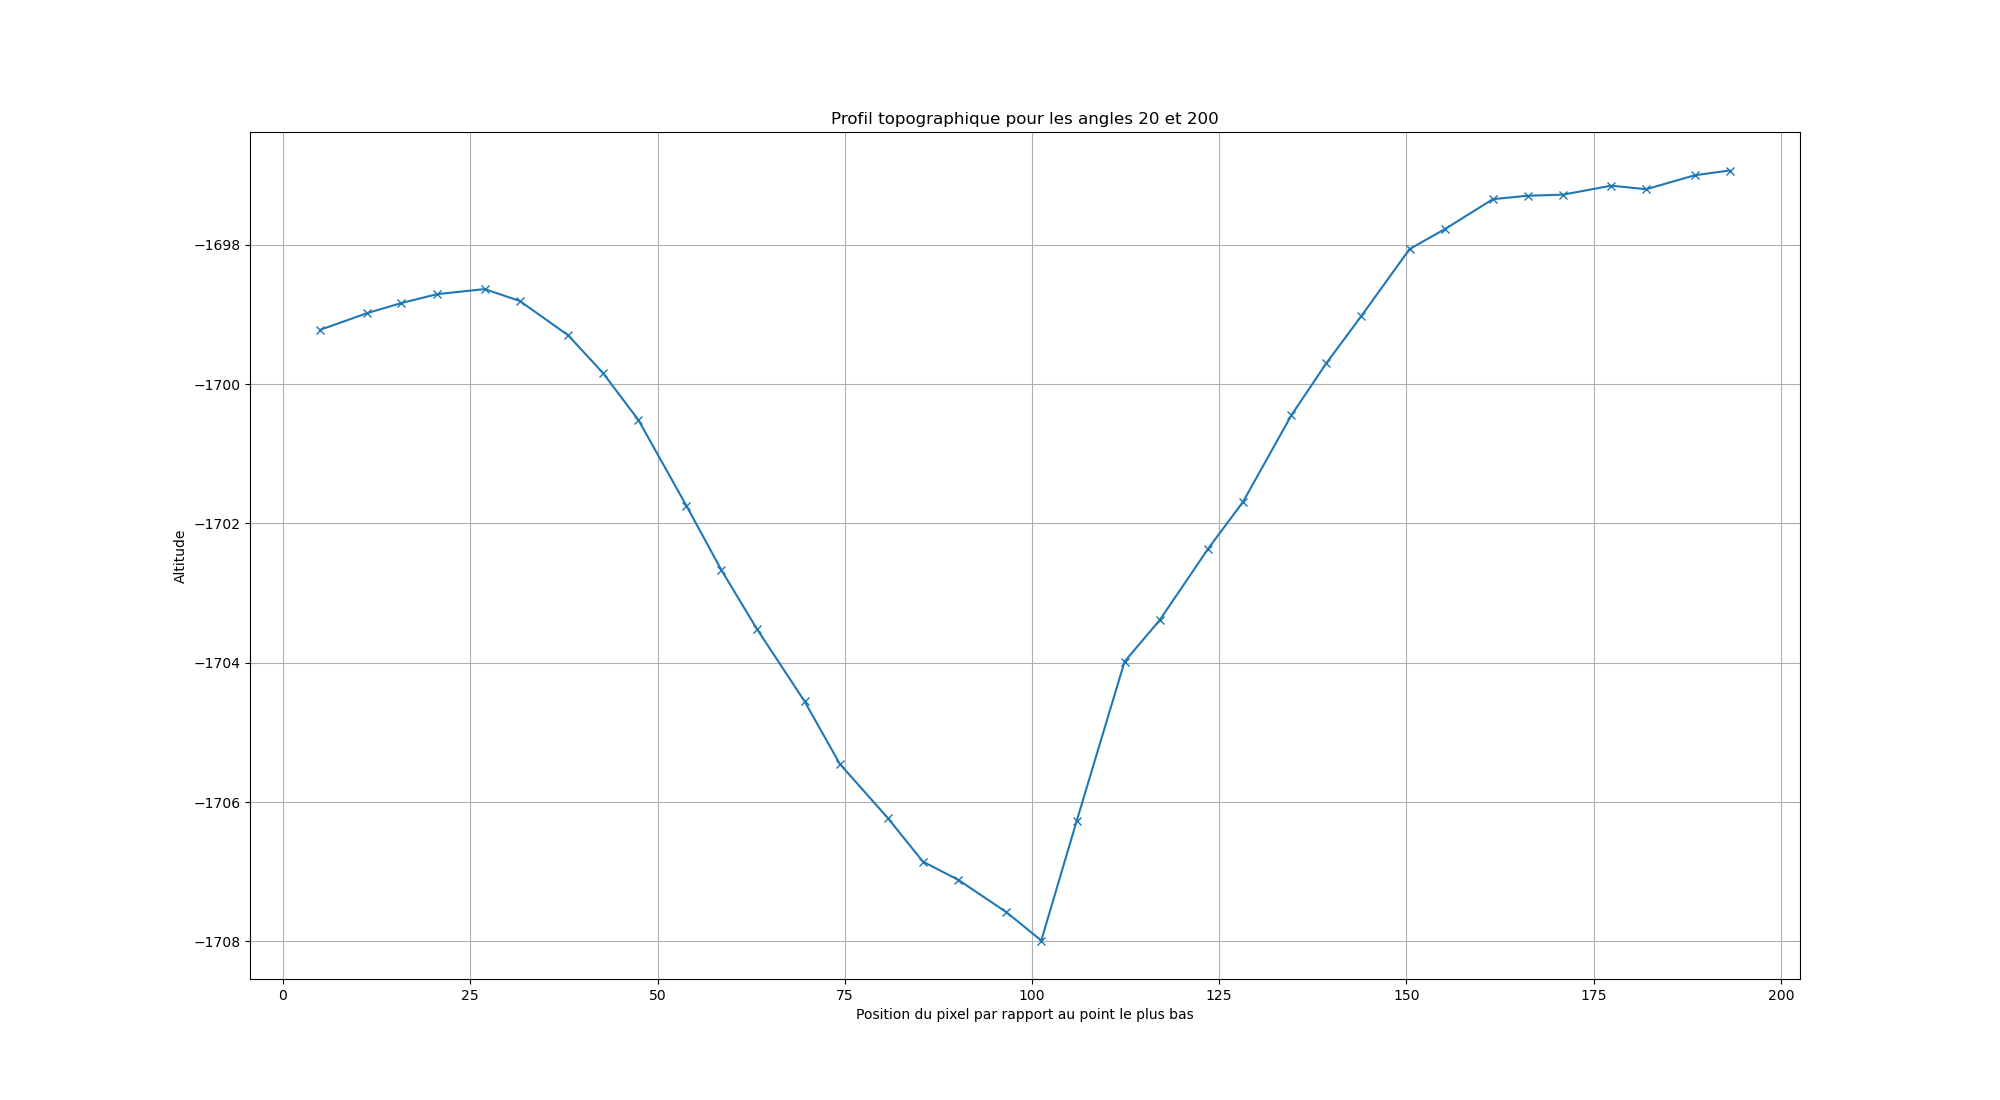 Profil topographique pour les angles 20 et 200
−1698
−1700
−1702
−1704
−1706
−1708
Altitude
0 25 50 75 100 125 150 175 200
Position du pixel par rapport au point le plus bas